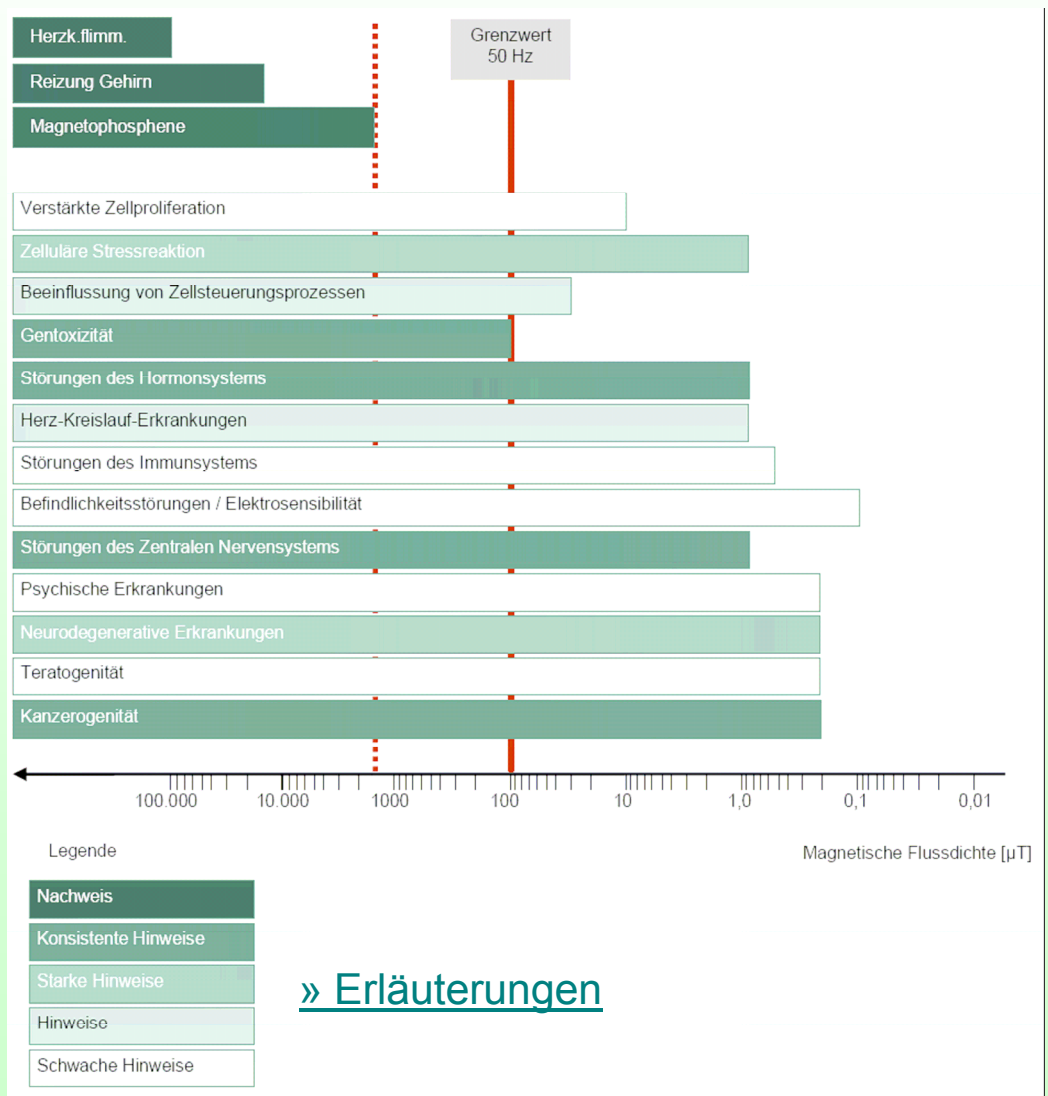 Herzk.flimm.
Reizung Gehirn
Magnetophosphene
Grenzwert
50 Hz
Verstärkte Zellproliferation
Zelluläre Stressreaktion
Beeinflussung von Zellsteuerungsprozessen
Gentoxizität
Störungen des Hormonsystems
Herz-Kreislauf-Erkrankungen
Störungen des Immunsystems
Befindlichkeitsstörungen / Elektrosensibilität
Störungen des Zentralen Nervensystems
Psychische Erkrankungen
Neurodegenerative Erkrankungen
Teratogenität
Kanzerogenität
100.000 10.000 1000 100 10 1,0 0,1 0,01
Magnetische Flussdichte [µT]
Legende
Nachweis
Konsistente Hinweise
Starke Hinweise
Hinweise
Schwache Hinweise
» Erläuterungen